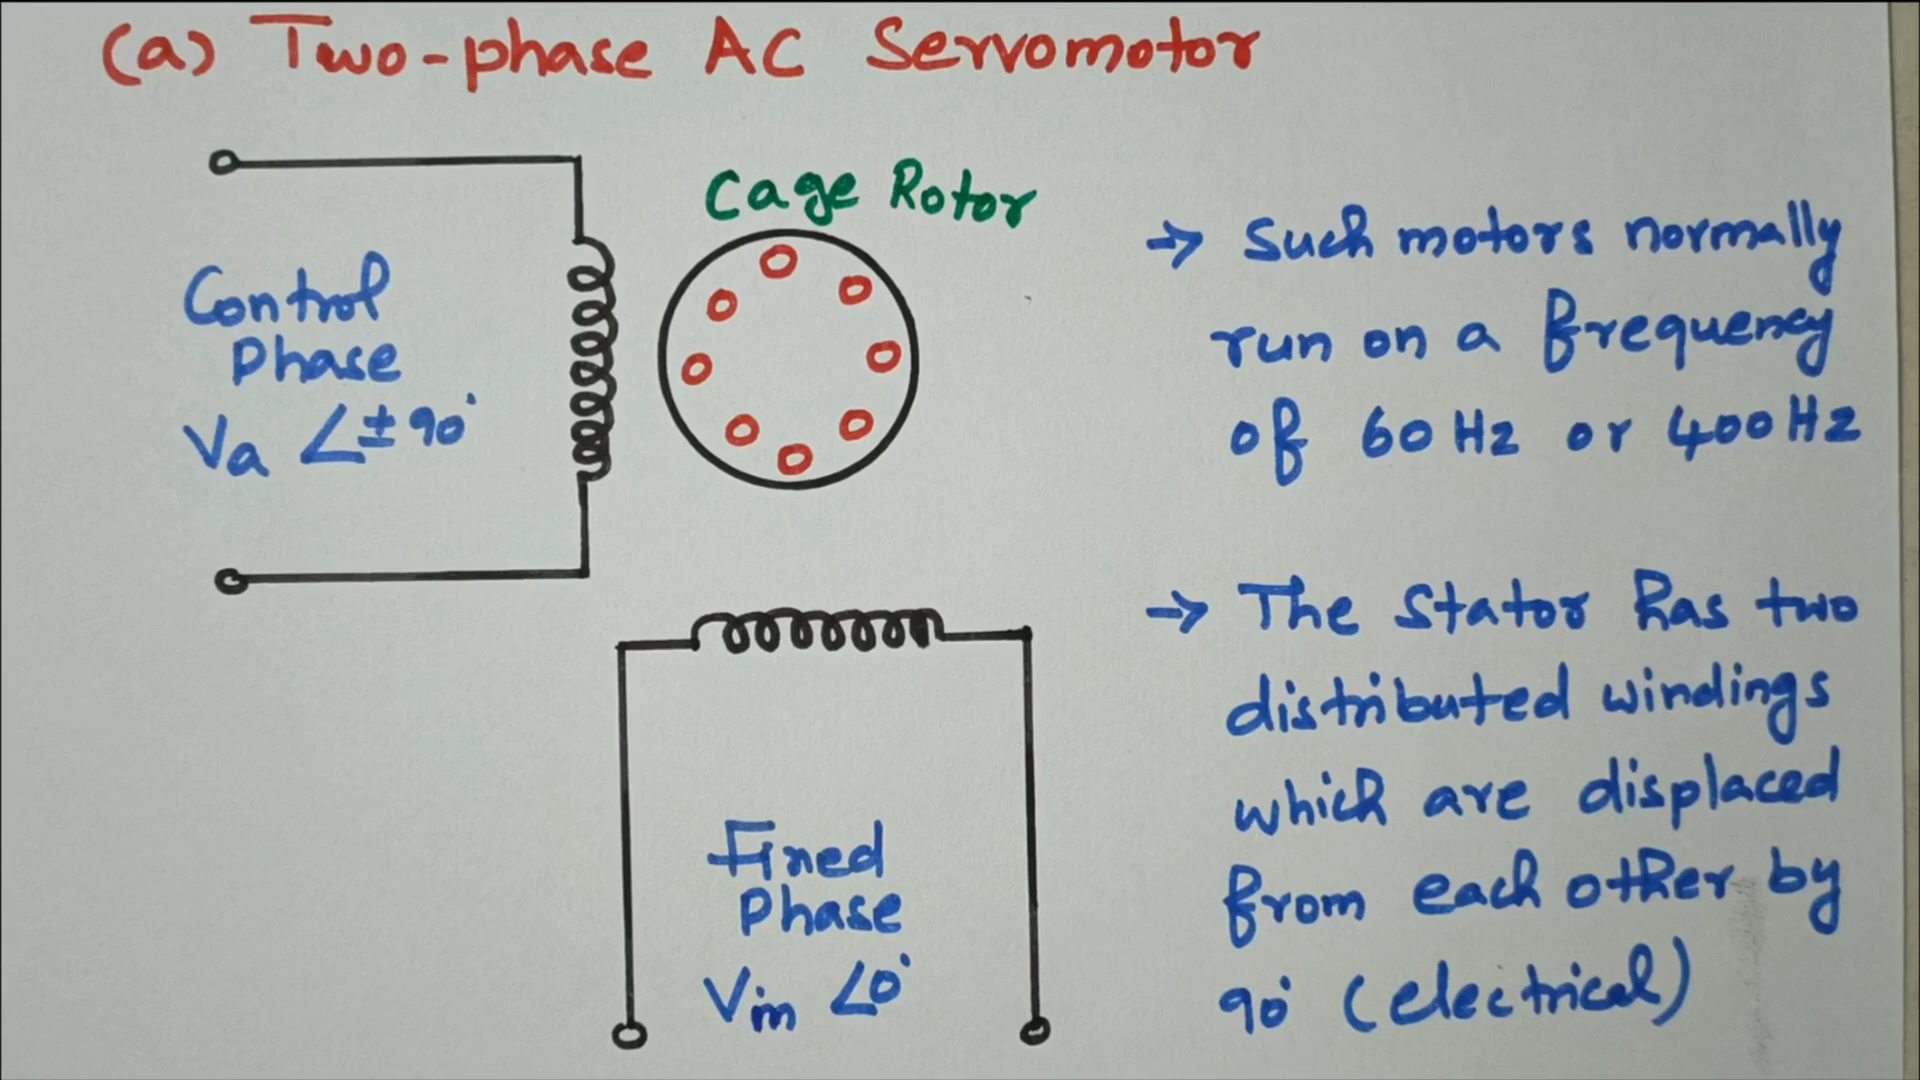 (a) Two-phase AC Servomotor
Cage Rotor
Control
Phase
Va ∠±90°
Fixed
Phase
Vin ∠0°
→ Such motors normally
run on a frequency
of 60 Hz or 400 Hz
→ The stator has two
distributed windings
which are displaced
from each other by
90° (electrical)